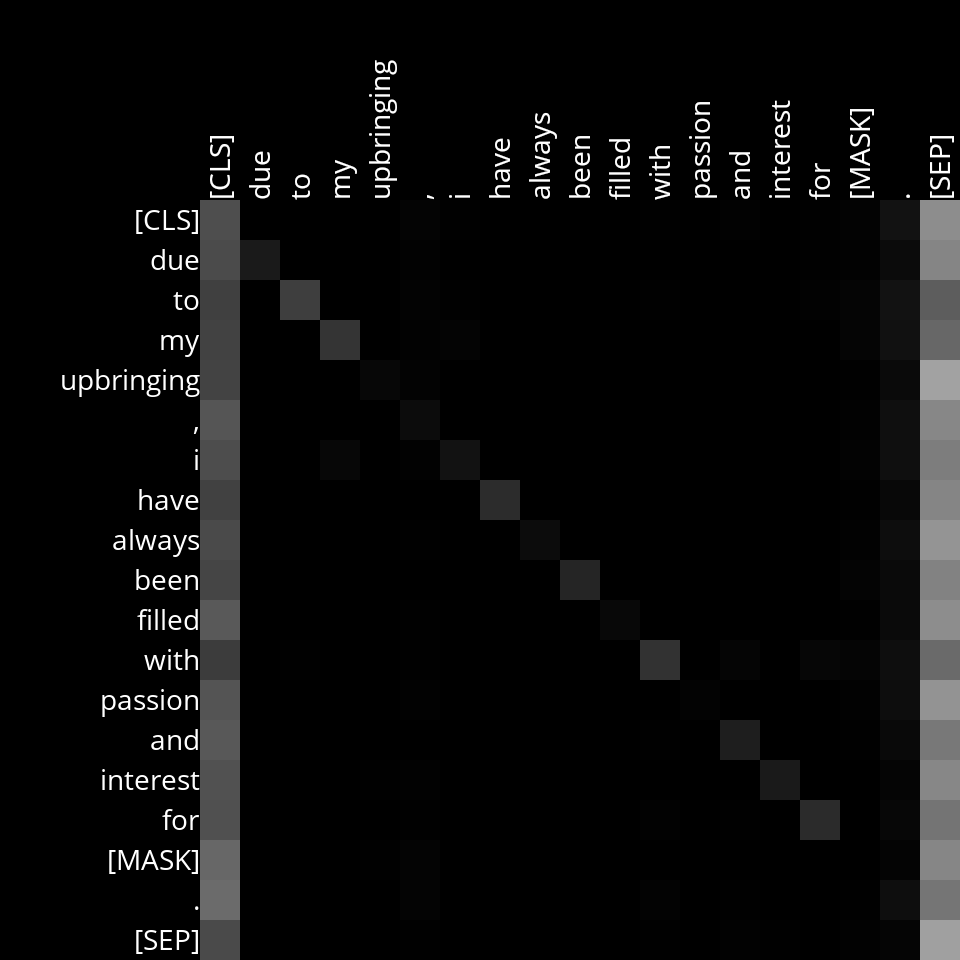 [CLS]
due
to
my
upbringing
,
i
have
always
been
filled
with
passion
and
interest
for
[MASK]
.
[SEP]
[CLS]
due
to
my
upbringing
,
i
have
always
been
filled
with
passion
and
interest
for
[MASK]
.
[SEP]